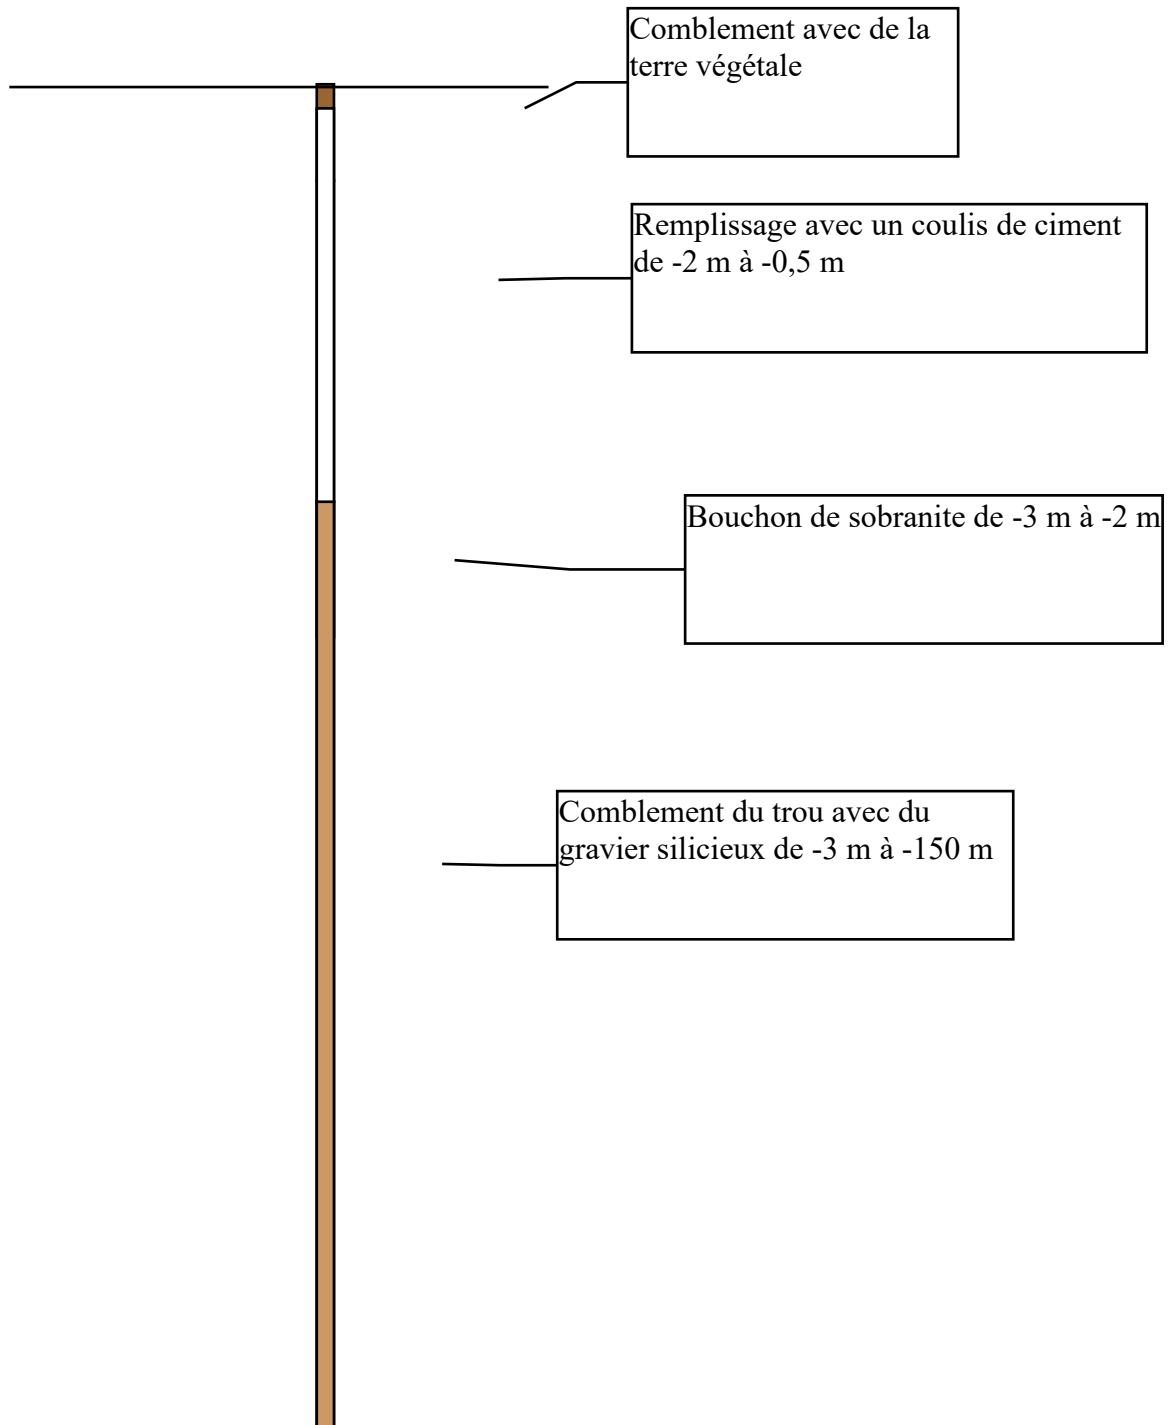 Comblement avec de la
terre végétale
Remplissage avec un coulis de ciment
de -2 m à -0,5 m
Bouchon de sobranite de -3 m à -2 m
Comblement du trou avec du
gravier silicieux de -3 m à -150 m